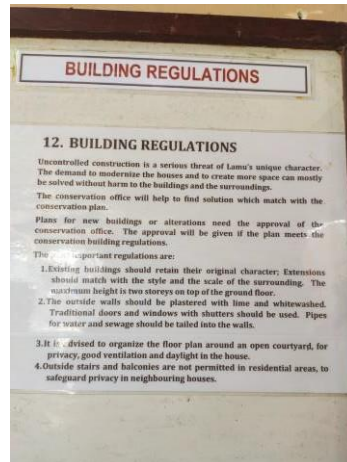 BUILDING REGULATIONS
12. BUILDING REGULATIONS
Uncontrolled construction is a serious threat of Lamu's unique character.
The demand to modernize the houses and to create more space can mostly
be solved without harm to the buildings and the surroundings.
The conservation office will help to find solution which match with the
conservation plan.
Plans for new buildings or alterations need the approval of the
conservation office. The approval will be given if the plan meets the
conservation building regulations.
The important regulations are:
1.Existing buildings should retain their original character; Extensions
should match with the style and the scale of the surrounding. The
maximum height is two storeys on top of the ground floor.
2.The outside walls should be plastered with lime and whitewashed.
Traditional doors and windows with shutters should be used. Pipes
for water and sewage should be tailed into the walls.
3.It is advised to organize the floor plan around an open courtyard, for
privacy, good ventilation and daylight in the house.
4.Outside stairs and balconies are not permitted in residential areas, to
safeguard privacy in neighbouring houses.